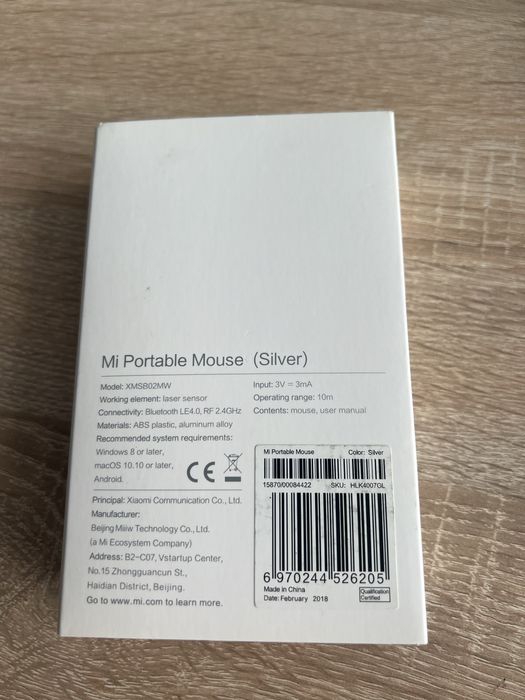 Mi Portable Mouse (Silver)
Model: XMSB02MW
Working element: laser sensor
Connectivity: Bluetooth LE4.0, RF 2.4GHz
Materials: ABS plastic, aluminum alloy
Recommended system requirements:
Windows 8 or later,
macOS 10.10 or later,
Android.
Input: 3V = 3mA
Operating range: 10m
Contents: mouse, user manual
CE
Principal: Xiaomi Communication Co., Ltd.
Manufacturer:
Beijing Miiiw Technology Co., Ltd.
(a Mi Ecosystem Company)
Address: B2-C07, Vstartup Center,
No.15 Zhongguancun St.,
Haidian District, Beijing.
Go to www.mi.com to learn more.
Mi Portable Mouse Color: Silver
15870/00084422 SKU: HLK4007GL
6 970244 526205
Made in China
Date: February 2018
Qualification
Certified